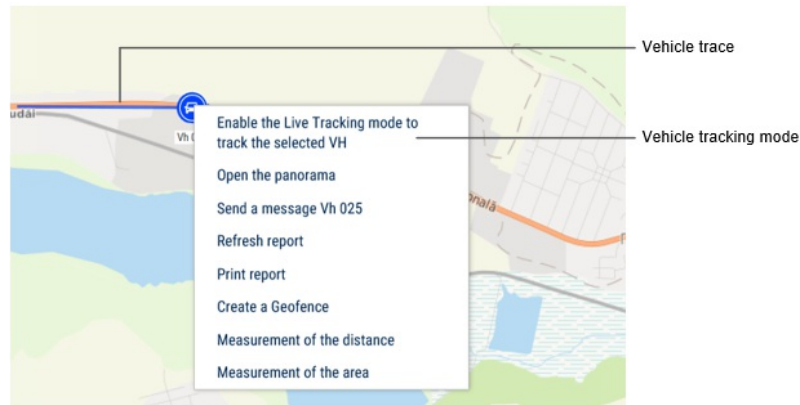 Vehicle trace
udăi
Enable the Live Tracking mode to
track the selected VH
Vehicle tracking mode
Open the panorama
Send a message Vh 025
Refresh report
Print report
Create a Geofence
Measurement of the distance
Measurement of the area